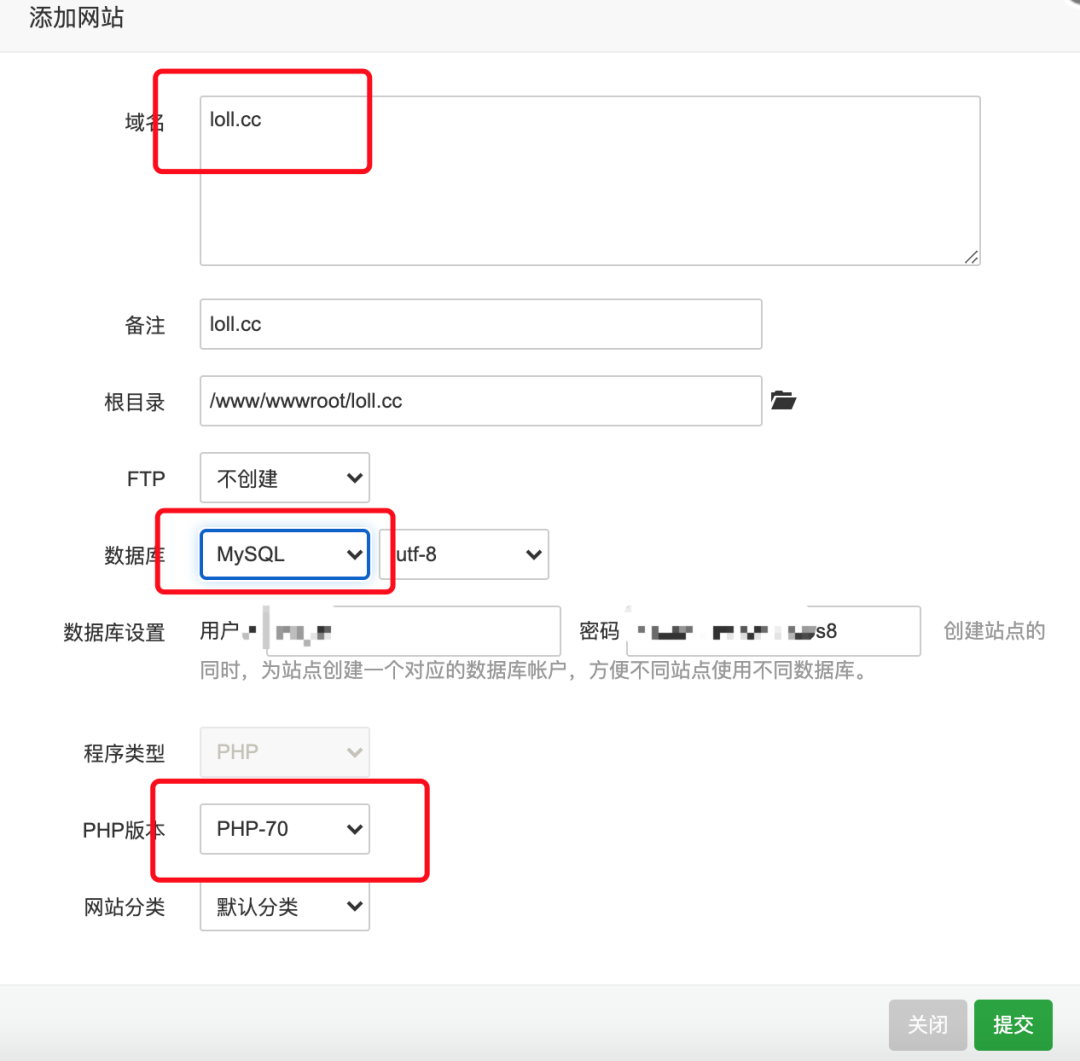 添加网站
域名 loll.cc
备注 loll.cc
根目录 /www/wwwroot/loll.cc
FTP 不创建
数据库 MySQL utf-8
数据库设置 用户 密码 s8 创建站点的
同时，为站点创建一个对应的数据库帐户，方便不同站点使用不同数据库。
程序类型 PHP
PHP版本 PHP-70
网站分类 默认分类
关闭 提交